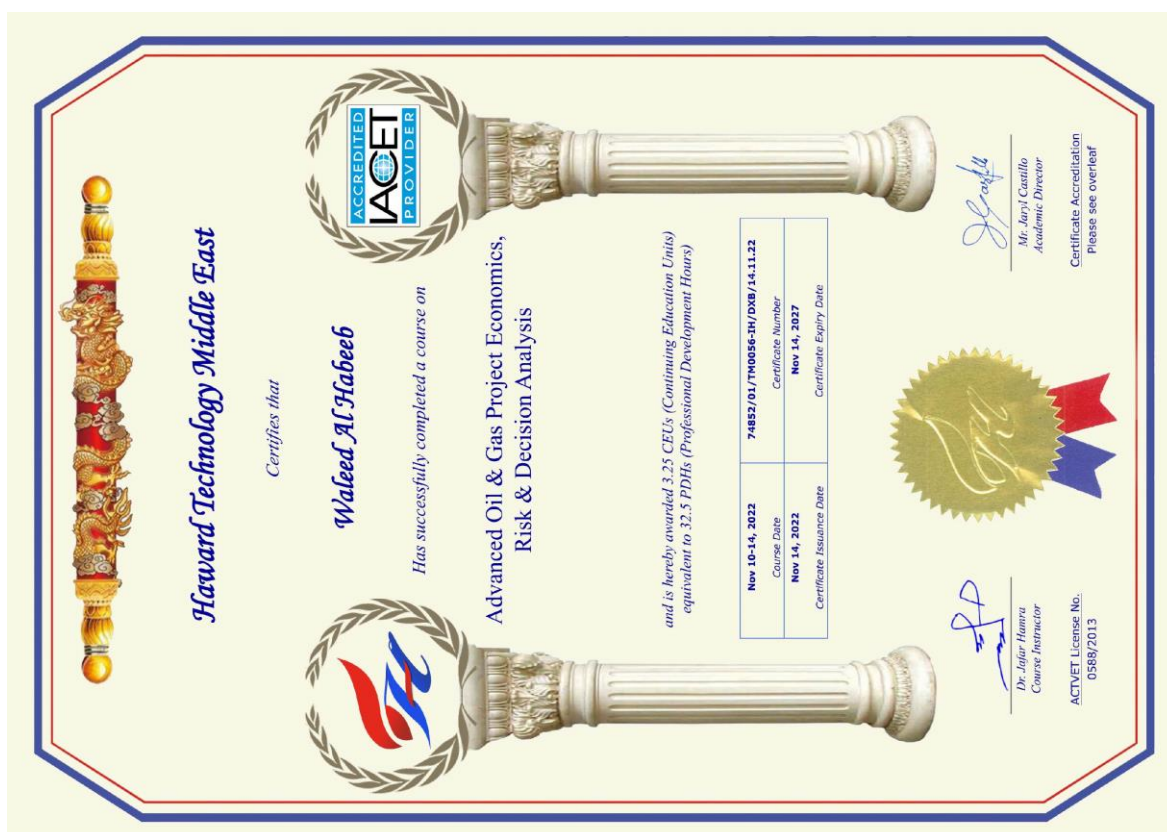 Haward Technology Middle East
Certifies that
ACCREDITED
IACET
PROVIDER
Waleed Al Habeeb
Has successfully completed a course on
Advanced Oil & Gas Project Economics,
Risk & Decision Analysis
and is hereby awarded 3.25 CEUs (Continuing Education Units)
equivalent to 32.5 PDHs (Professional Development Hours)
Nov 10-14, 2022
Course Date
74852/01/TM0056-IH/DXB/14.11.22
Certificate Number
Nov 14, 2022
Certificate Issuance Date
Nov 14, 2027
Certificate Expiry Date
Dr. Jafar Hamra
Course Instructor
Mr. Jaryl Castillo
Academic Director
ACTVET License No.
0588/2013
Certificate Accreditation
Please see overleaf